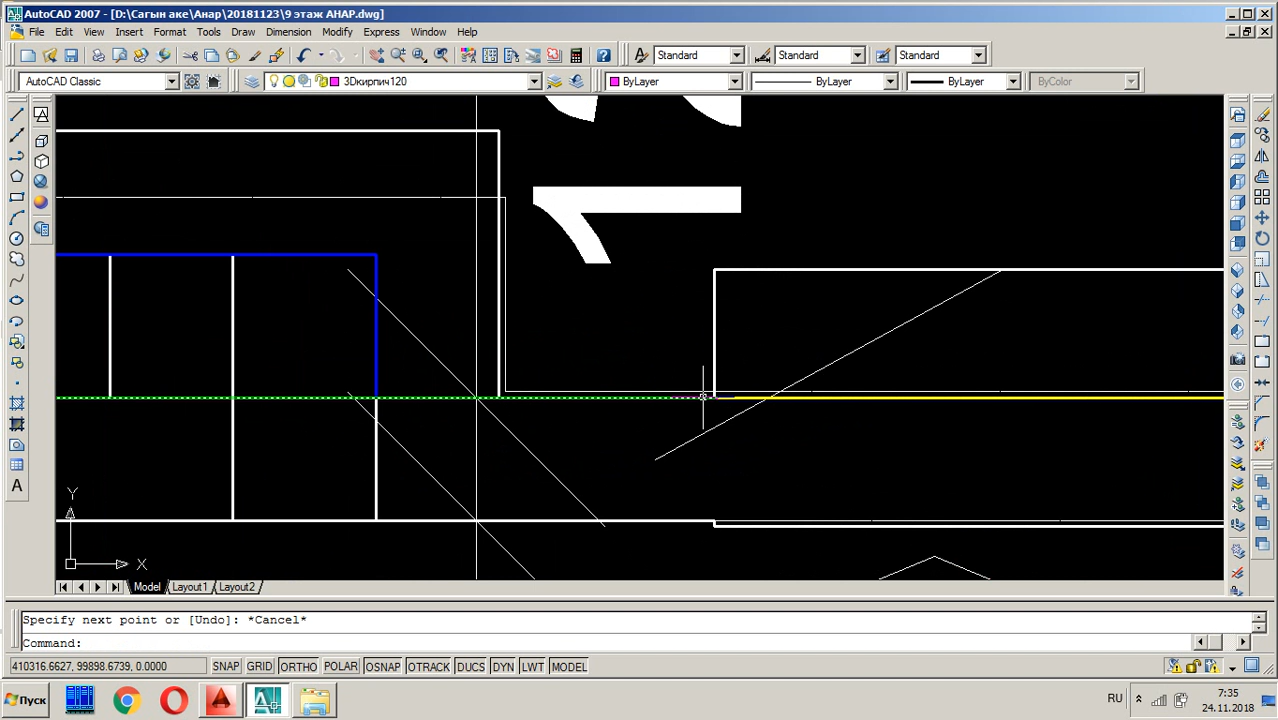 AutoCAD 2007 - [D:\Сагын аке\Анар\20181123\9 этаж АНАР.dwg]
File Edit View Insert Format Tools Draw Dimension Modify Express Window Help
Standard Standard Standard
AutoCAD Classic 3Dкирпич120 ByLayer ByLayer ByLayer ByColor
1
A
Y
X
Model Layout1 Layout2
Specify next point or [Undo]: *Cancel*
Command:
410316.6627, 99898.6739, 0.0000 SNAP GRID ORTHO POLAR OSNAP OTRACK DUCS DYN LWT MODEL
Пуск RU 7:35
24.11.2018